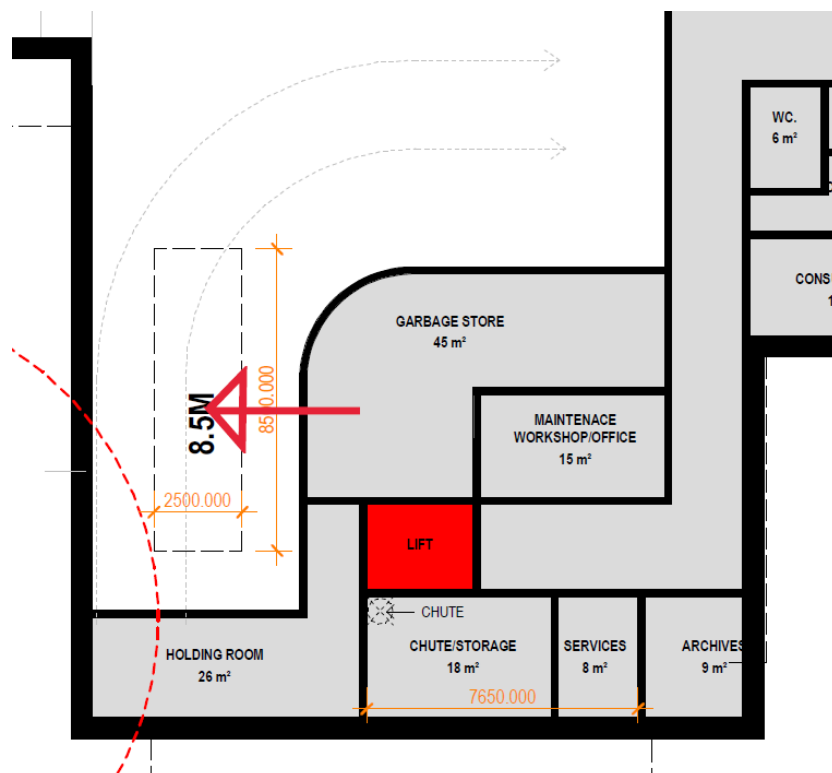 WC.
6 m²
CONS
1
GARBAGE STORE
45 m²
8.5M
8500.000
MAINTENACE
WORKSHOP/OFFICE
15 m²
2500.000
LIFT
CHUTE
HOLDING ROOM
26 m²
CHUTE/STORAGE
18 m²
SERVICES
8 m²
ARCHIVES
9 m²
7650.000